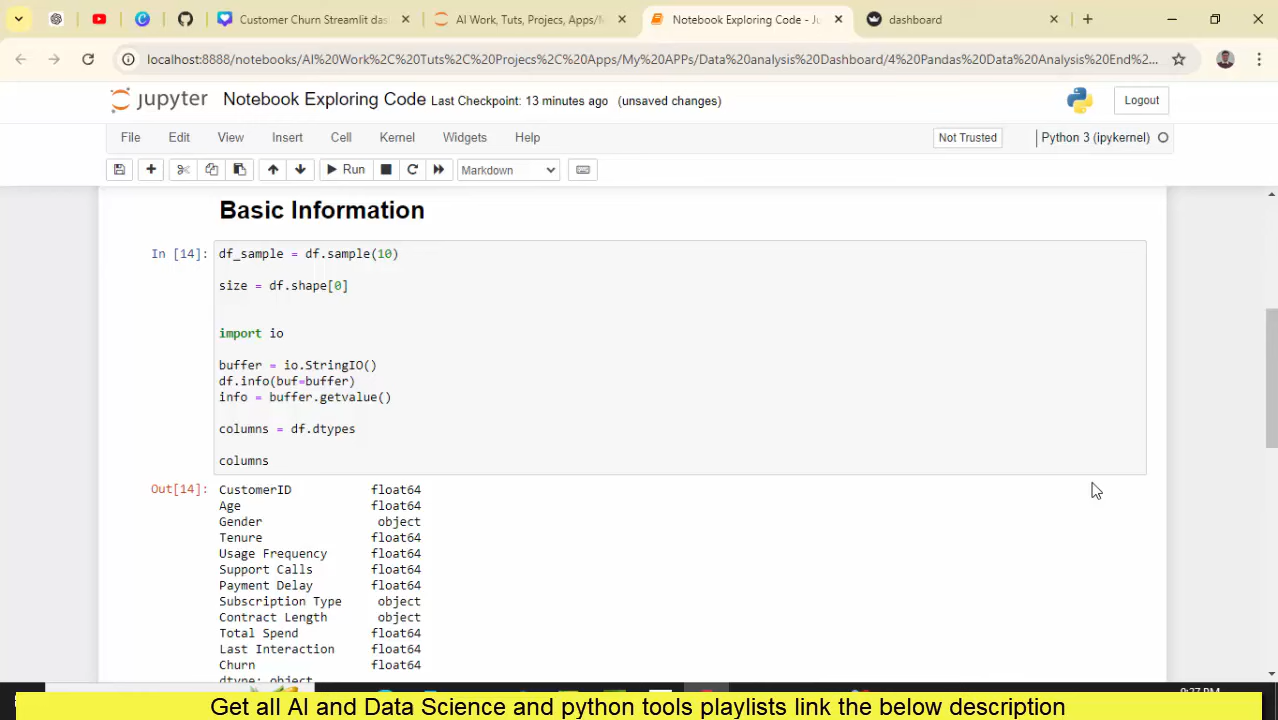 Customer Churn Streamlit das
AI Work, Tuts, Projecs, Apps/M
Notebook Exploring Code - Ju
dashboard
localhost:8888/notebooks/AI%20Work%2C%20Tuts%2C%20Projecs%2C%20Apps/My%20APPs/Data%20analysis%20Dashboard/4%20Pandas%20Data%20Analysis%20End%2...
jupyter Notebook Exploring Code Last Checkpoint: 13 minutes ago (unsaved changes) Logout
File Edit View Insert Cell Kernel Widgets Help Not Trusted Python 3 (ipykernel)
Run Markdown
Basic Information
In [14]: df_sample = df.sample(10)
size = df.shape[0]
import io
buffer = io.StringIO()
df.info(buf=buffer)
info = buffer.getvalue()
columns = df.dtypes
columns
Out[14]: CustomerID float64
Age float64
Gender object
Tenure float64
Usage Frequency float64
Support Calls float64
Payment Delay float64
Subscription Type object
Contract Length object
Total Spend float64
Last Interaction float64
Churn float64
dtype: object
Get all AI and Data Science and python tools playlists link the below description